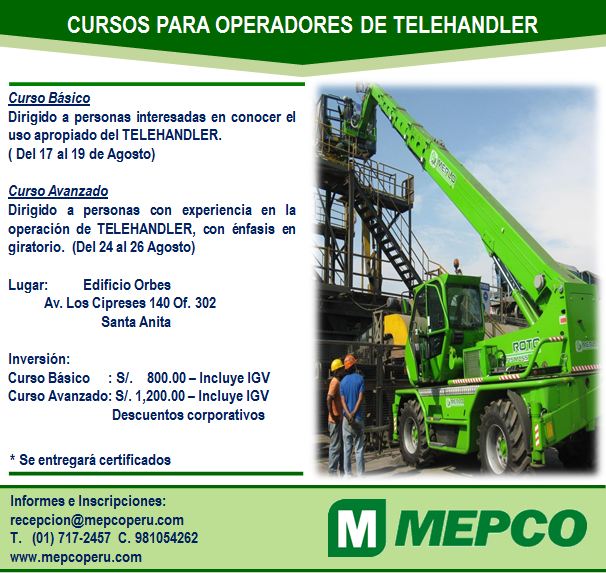 CURSOS PARA OPERADORES DE TELEHANDLER
Curso Básico
Dirigido a personas interesadas en conocer el
uso apropiado del TELEHANDLER.
( Del 17 al 19 de Agosto)
Curso Avanzado
Dirigido a personas con experiencia en la
operación de TELEHANDLER, con énfasis en
giratorio. (Del 24 al 26 Agosto)
Lugar: Edificio Orbes
Av. Los Cipreses 140 Of. 302
Santa Anita
Inversión:
Curso Básico : S/. 800.00 – Incluye IGV
Curso Avanzado: S/. 1,200.00 – Incluye IGV
Descuentos corporativos
* Se entregará certificados
ROTO
Informes e Inscripciones:
recepcion@mepcoperu.com
T. (01) 717-2457 C. 981054262
www.mepcoperu.com
M MEPCO